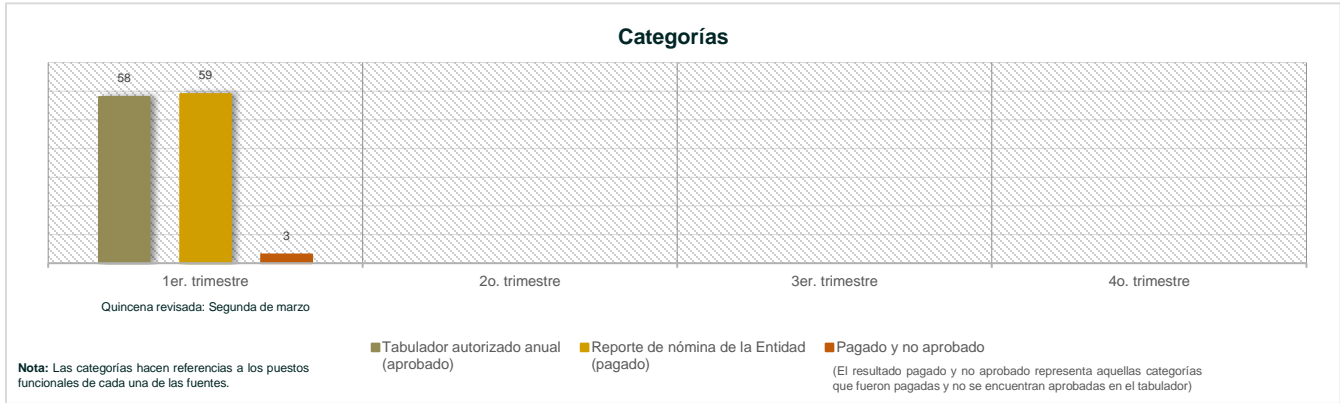 Categorías
58
59
3
1er. trimestre
2o. trimestre
3er. trimestre
4o. trimestre
Quincena revisada: Segunda de marzo
Tabulador autorizado anual
(aprobado)
Reporte de nómina de la Entidad
(pagado)
Pagado y no aprobado
(El resultado pagado y no aprobado representa aquellas categorías
que fueron pagadas y no se encuentran aprobadas en el tabulador)
Nota: Las categorías hacen referencias a los puestos
funcionales de cada una de las fuentes.